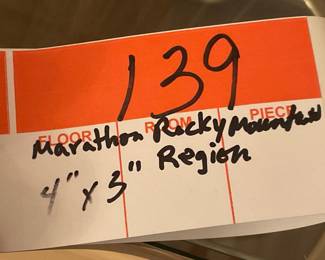 139
FLOOR ROOM PIECE
Marathon Rocky Mountain
4" x 3" Region